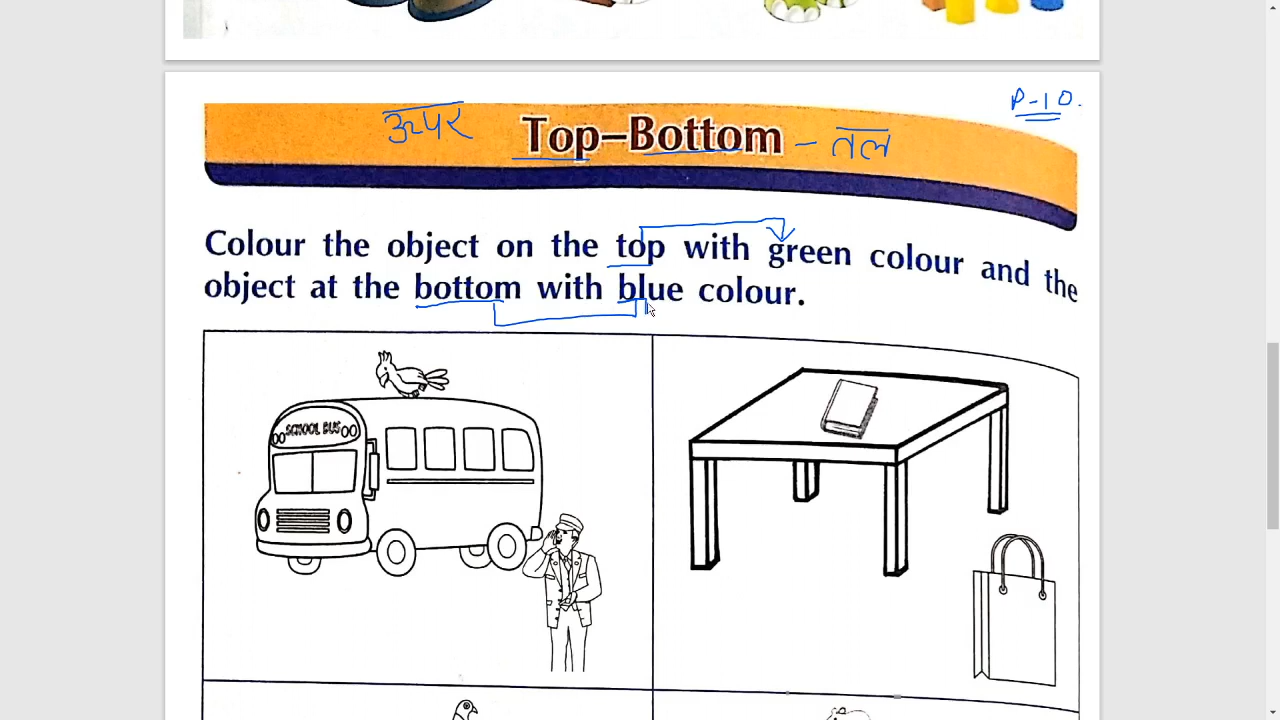 P-10.
ऊपर Top–Bottom - तल
Colour the object on the top with green colour and the
object at the bottom with blue colour.
SCHOOL BUS